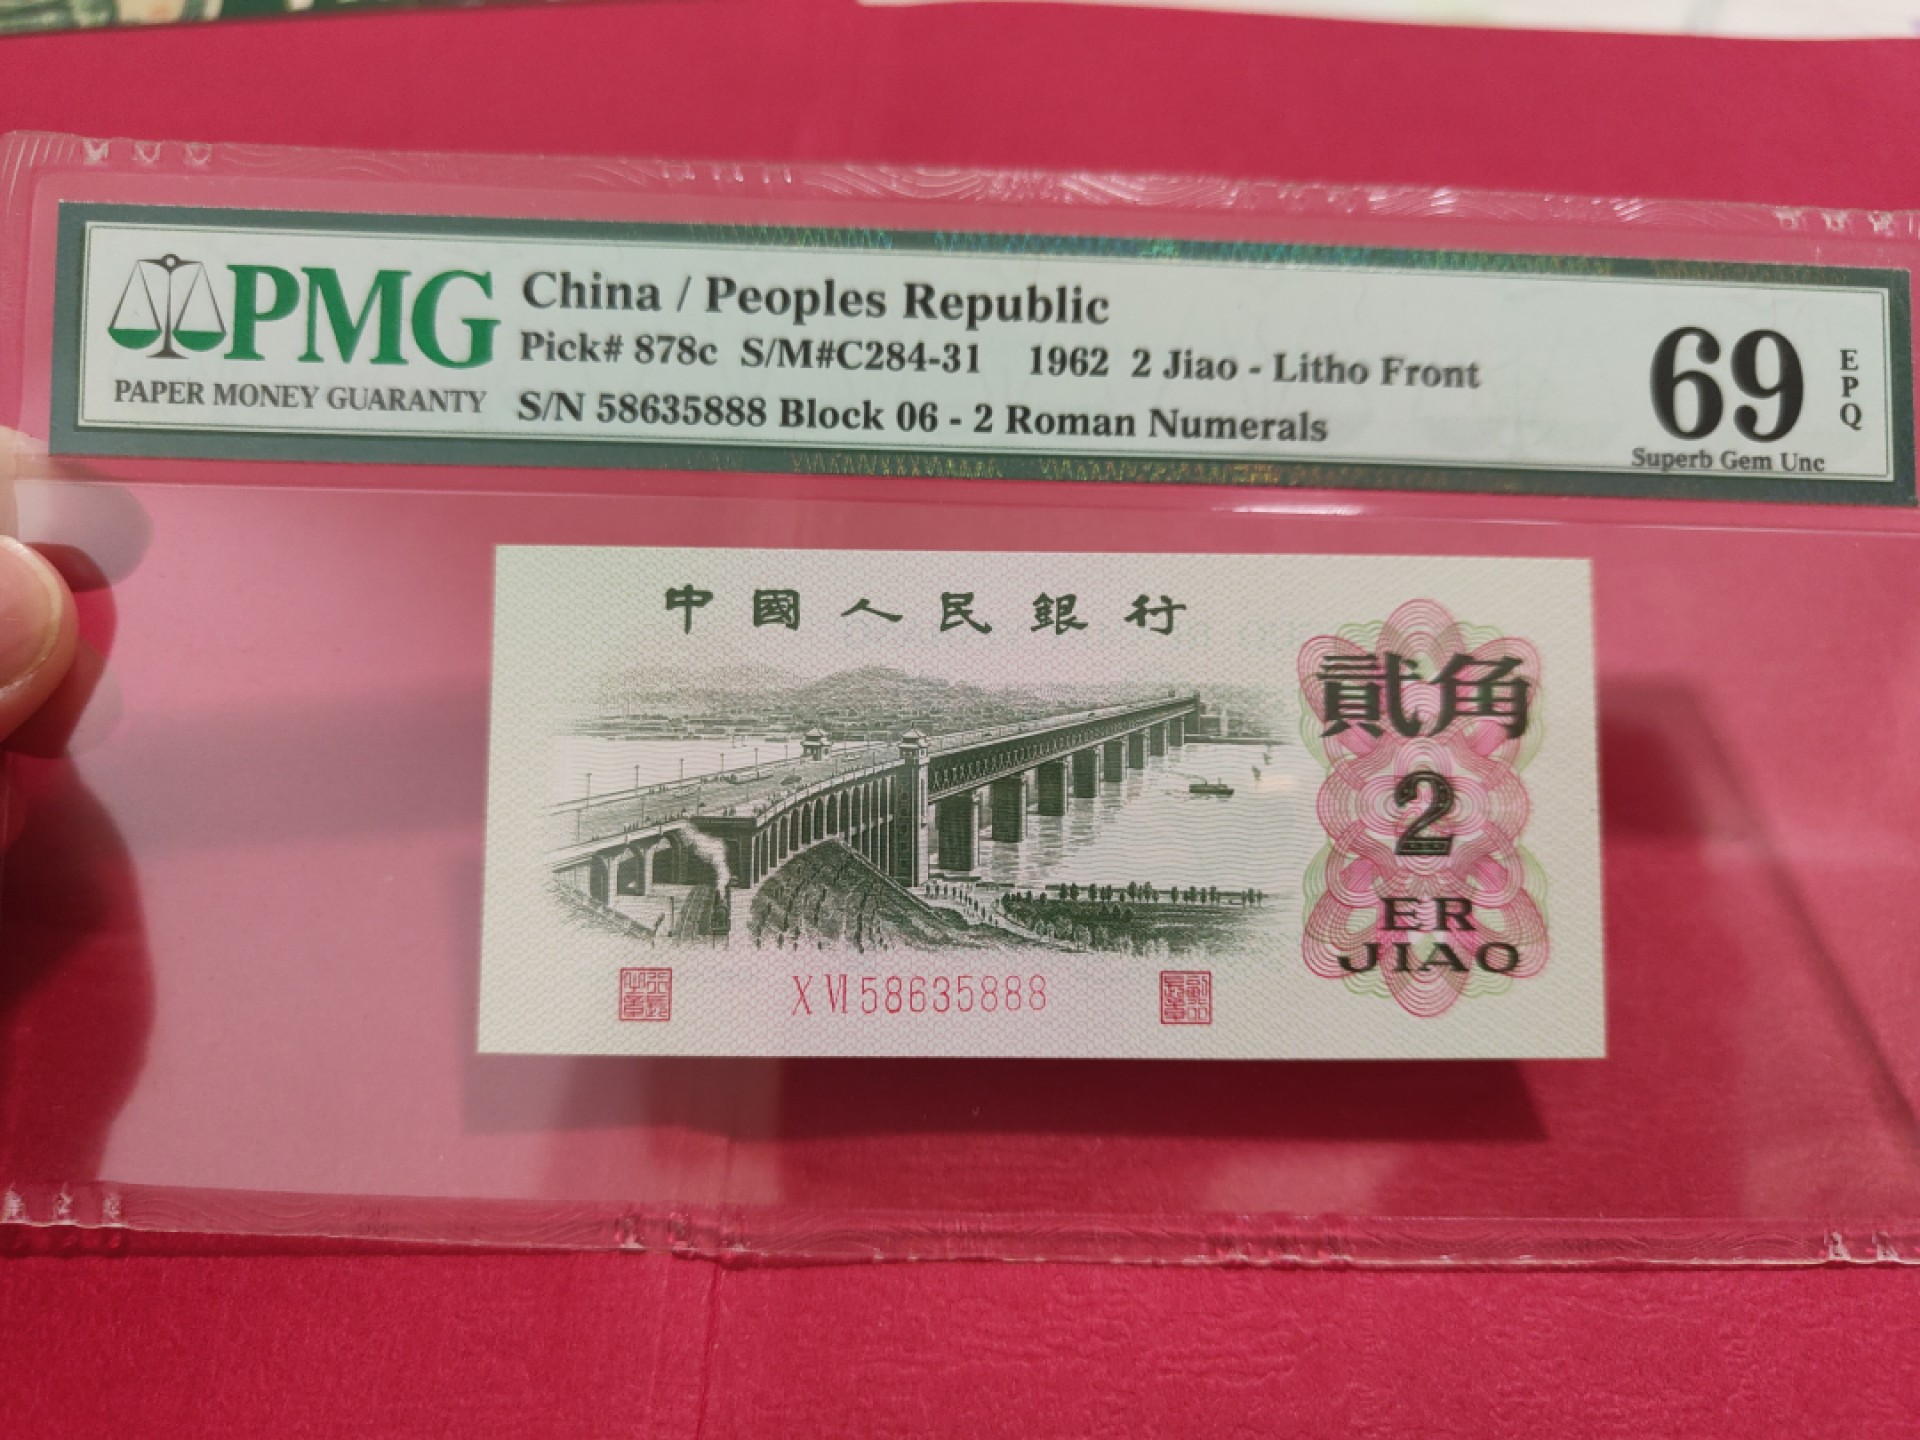 PMG
PAPER MONEY GUARANTY
China / Peoples Republic
Pick# 878c S/M#C284-31 1962 2 Jiao - Litho Front
S/N 58635888 Block 06 - 2 Roman Numerals
69
EPQ
Superb Gem Unc
中國人民銀行
貳角
2
ER
JIAO
X VI 58635888